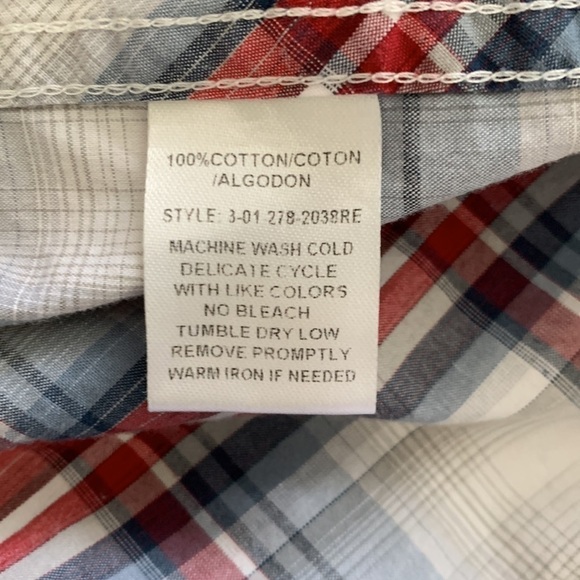 100%COTTON/COTON
/ALGODON
STYLE: 3-01 278-2038RE
MACHINE WASH COLD
DELICATE CYCLE
WITH LIKE COLORS
NO BLEACH
TUMBLE DRY LOW
REMOVE PROMPTLY
WARM IRON IF NEEDED